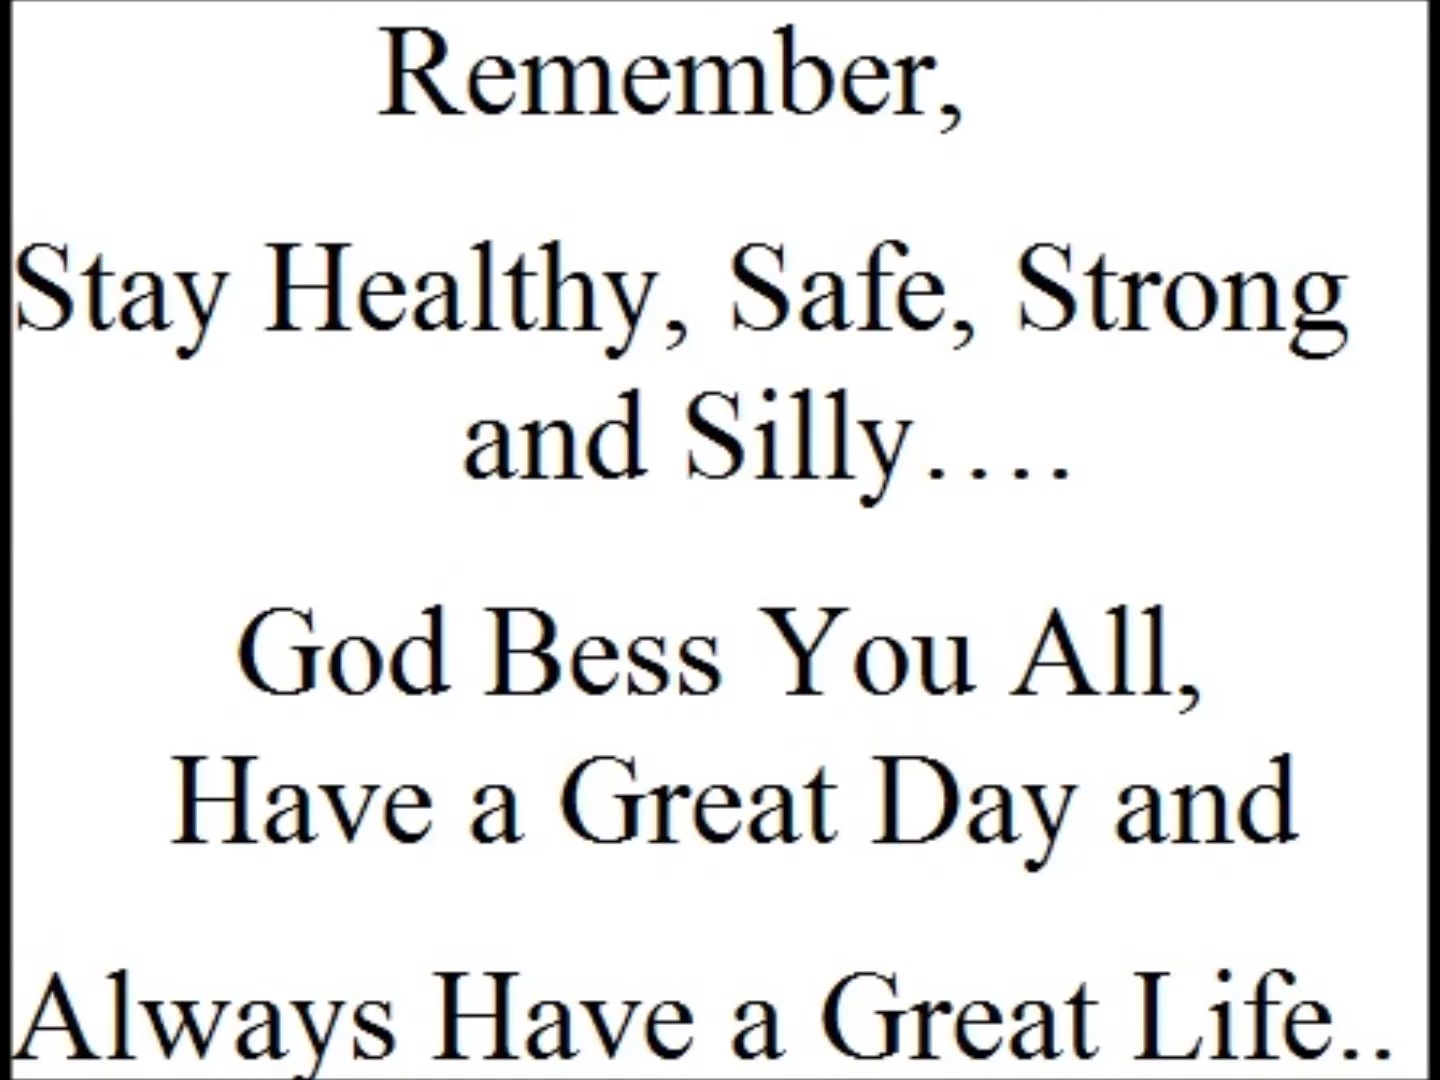 Remember,
Stay Healthy, Safe, Strong
and Silly....
God Bess You All,
Have a Great Day and
Always Have a Great Life..